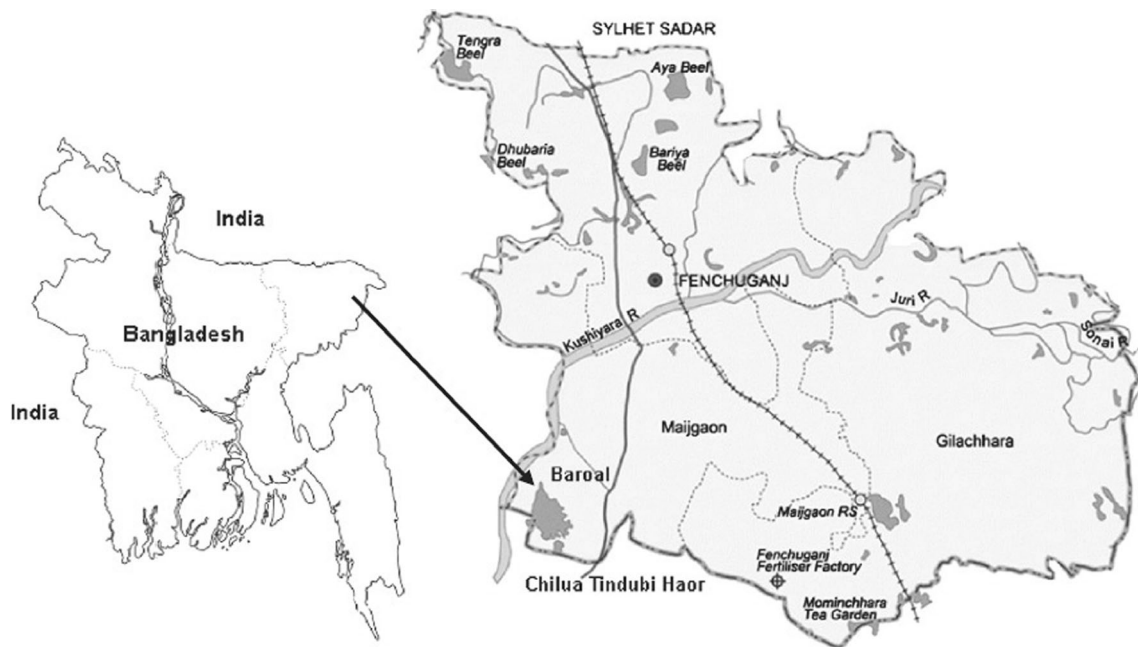 India
Bangladesh
India
SYLHET SADAR
Tengra
Beel
Aya Beel
Dhubaria
Beel
Bariya
Beel
FENCHUGANJ
Kushiyara R
Juri R
Sonai R
Maijgaon
Gilachhara
Baroal
Maijgaon RS
Fenchuganj
Fertiliser Factory
Chilua Tindubi Haor
Mominchhara
Tea Garden